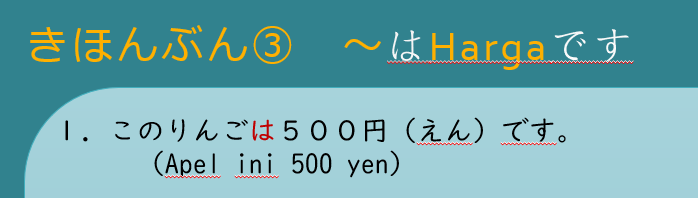 きほんぶん③　～はHargaです
１．このりんごは５００円（えん）です。
(Apel ini 500 yen)